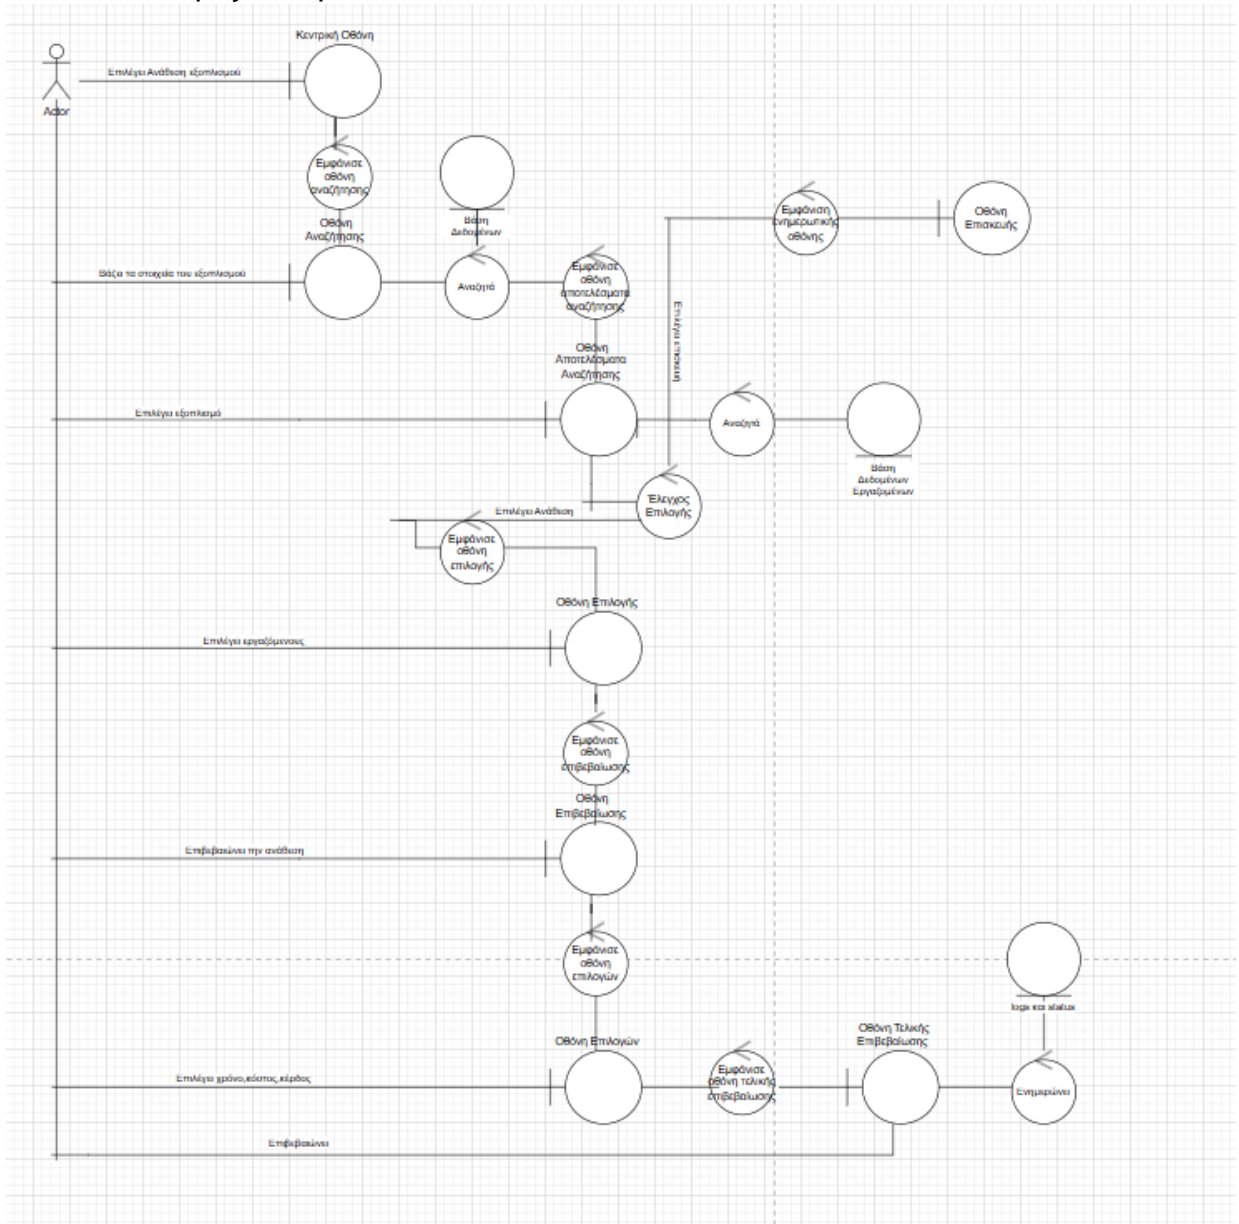 Κεντρική Οθόνη
Επιλέγει Ανάθεση εξοπλισμού
Actor
Εμφάνισε
οθόνη
αναζήτησης
Οθόνη
Αναζήτησης
Βάση
Δεδομένων
Βάζει τα στοιχεία του εξοπλισμού
Αναζητά
Εμφάνισε
οθόνη
αποτελέσματα
αναζήτησης
Εμφάνιση
ενημερωτικής
οθόνης
Οθόνη
Επισκευής
Επιλέγει επισκευή
Οθόνη
Αποτελέσματα
Αναζήτησης
Επιλέγει εξοπλισμό
Αναζητά
Βάση
Δεδομένων
Εργαζομένων
Έλεγχος
Επιλογής
Επιλέγει Ανάθεση
Εμφάνισε
οθόνη
επιλογής
Οθόνη Επιλογής
Επιλέγει εργαζόμενους
Εμφάνισε
οθόνη
επιβεβαίωσης
Οθόνη
Επιβεβαίωσης
Επιβεβαιώνει την ανάθεση
Εμφάνισε
οθόνη
επιλογών
Οθόνη Επιλογών
Επιλέγει χρόνο,κόστος,κέρδος
Εμφάνισε
οθόνη τελικής
επιβεβαίωσης
Οθόνη Τελικής
Επιβεβαίωσης
logs και status
Ενημερώνει
Επιβεβαιώνει